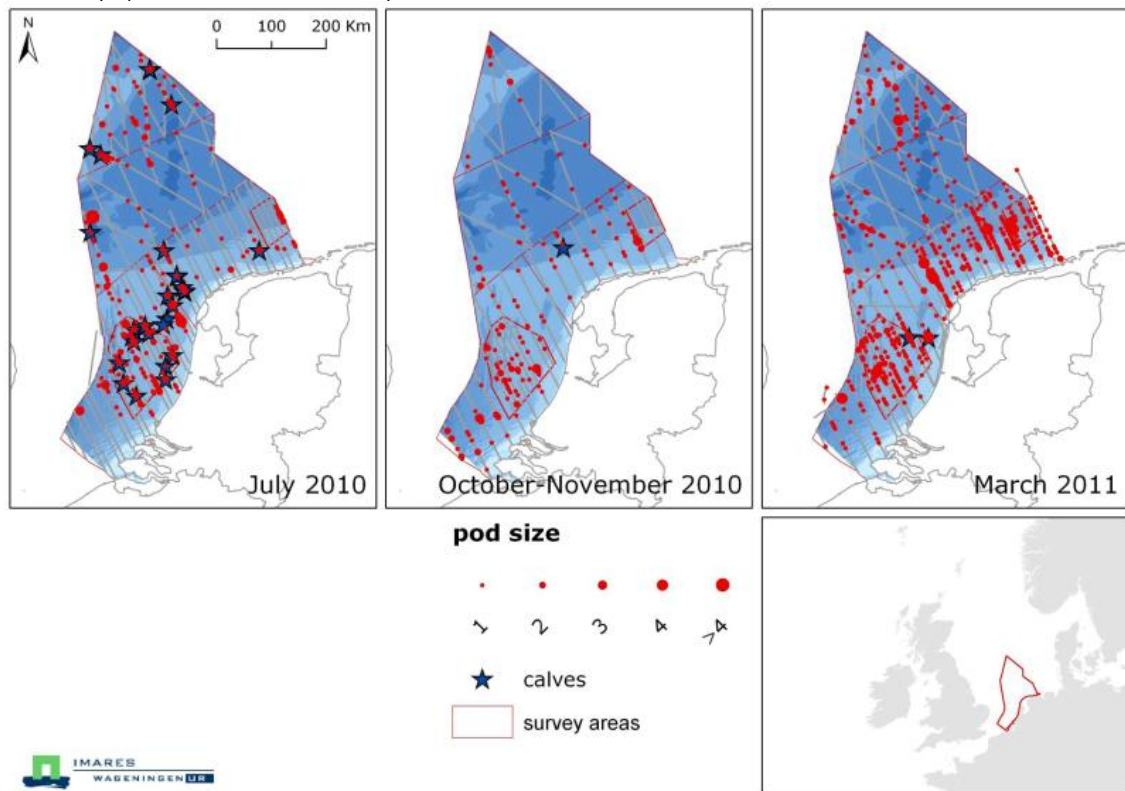 N
0 100 200 Km
July 2010
October-November 2010
March 2011
pod size
1 2 3 4 >4
calves
survey areas
IMARES
WAGENINGEN UR